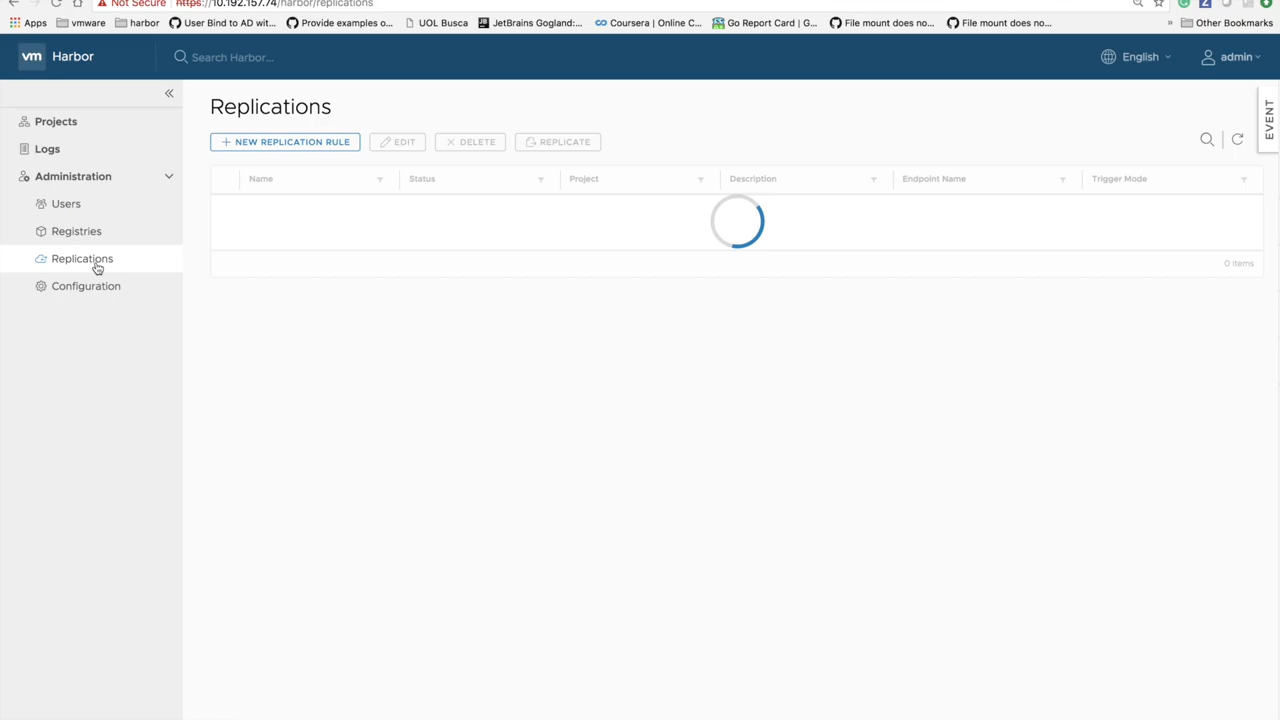 Not Secure https://10.192.157.74/harbor/replications
Apps vmware harbor User Bind to AD wit... Provide examples o... UOL Busca JetBrains Gogland:... Coursera | Online C... Go Report Card | G... File mount does no... File mount does no... » Other Bookmarks
vm Harbor Search Harbor... English admin
EVENT
Projects
Logs
Administration
Users
Registries
Replications
Configuration
Replications
+ NEW REPLICATION RULE EDIT × DELETE REPLICATE
Name Status Project Description Endpoint Name Trigger Mode
0 items